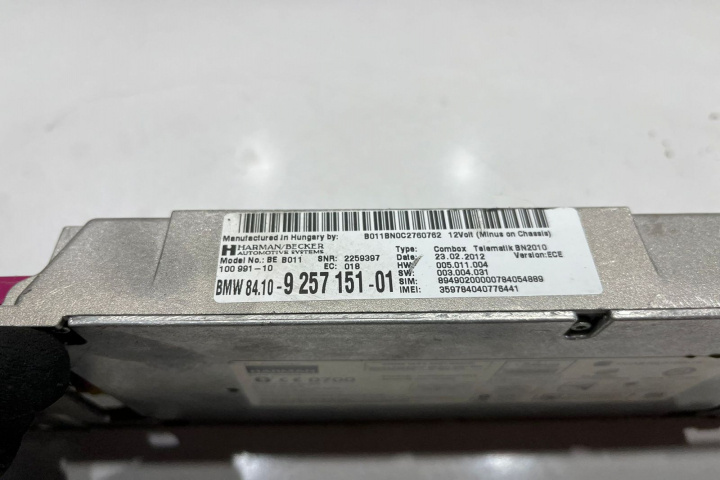 Manufactured in Hungary by: B011BN0C2760762 12Volt (Minus on Chassis)
HARMAN/BECKER
AUTOMOTIVE SYSTEMS
Type: Combox Telematik BN2010
Model No.: BE B011 SNR: 2259397 Date: 23.02.2012 Version:ECE
100 991-10 EC: 018 HW: 005.011.004
SW: 003.004.031
BMW 84.10-9 257 151-01 SIM: 89490200000784054889
IMEI: 359784040776441